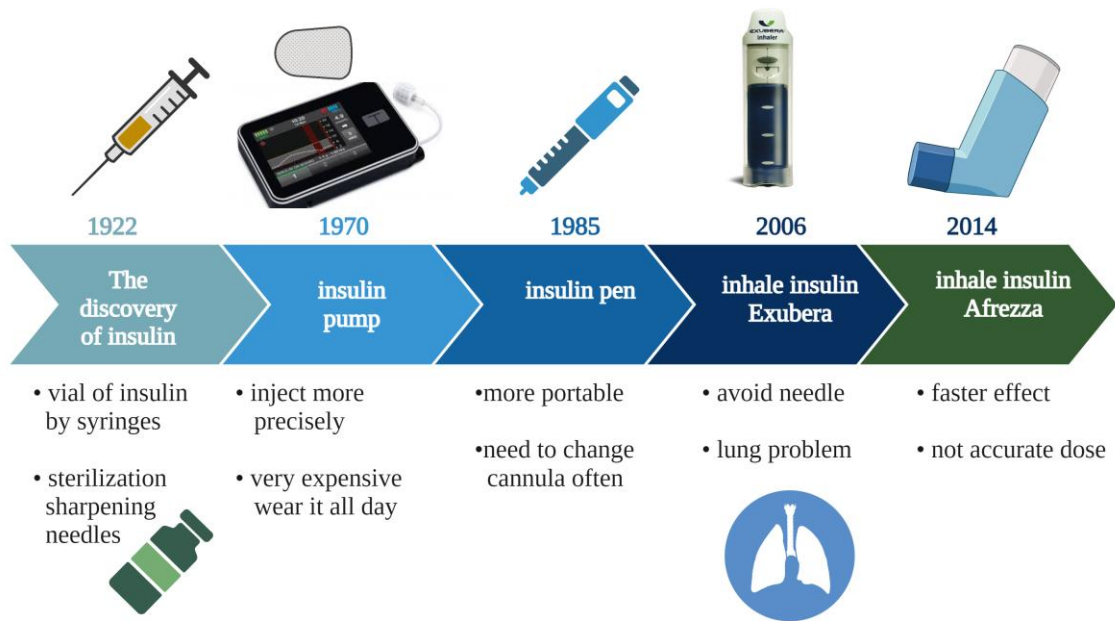 EXUBERA
inhaler
1922
1970
1985
2006
2014
The
discovery
of insulin
insulin
pump
insulin pen
inhale insulin
Exubera
inhale insulin
Afrezza
• vial of insulin
by syringes
• sterilization
sharpening
needles
• inject more
precisely
• very expensive
wear it all day
•more portable
•need to change
cannula often
• avoid needle
• lung problem
• faster effect
• not accurate dose